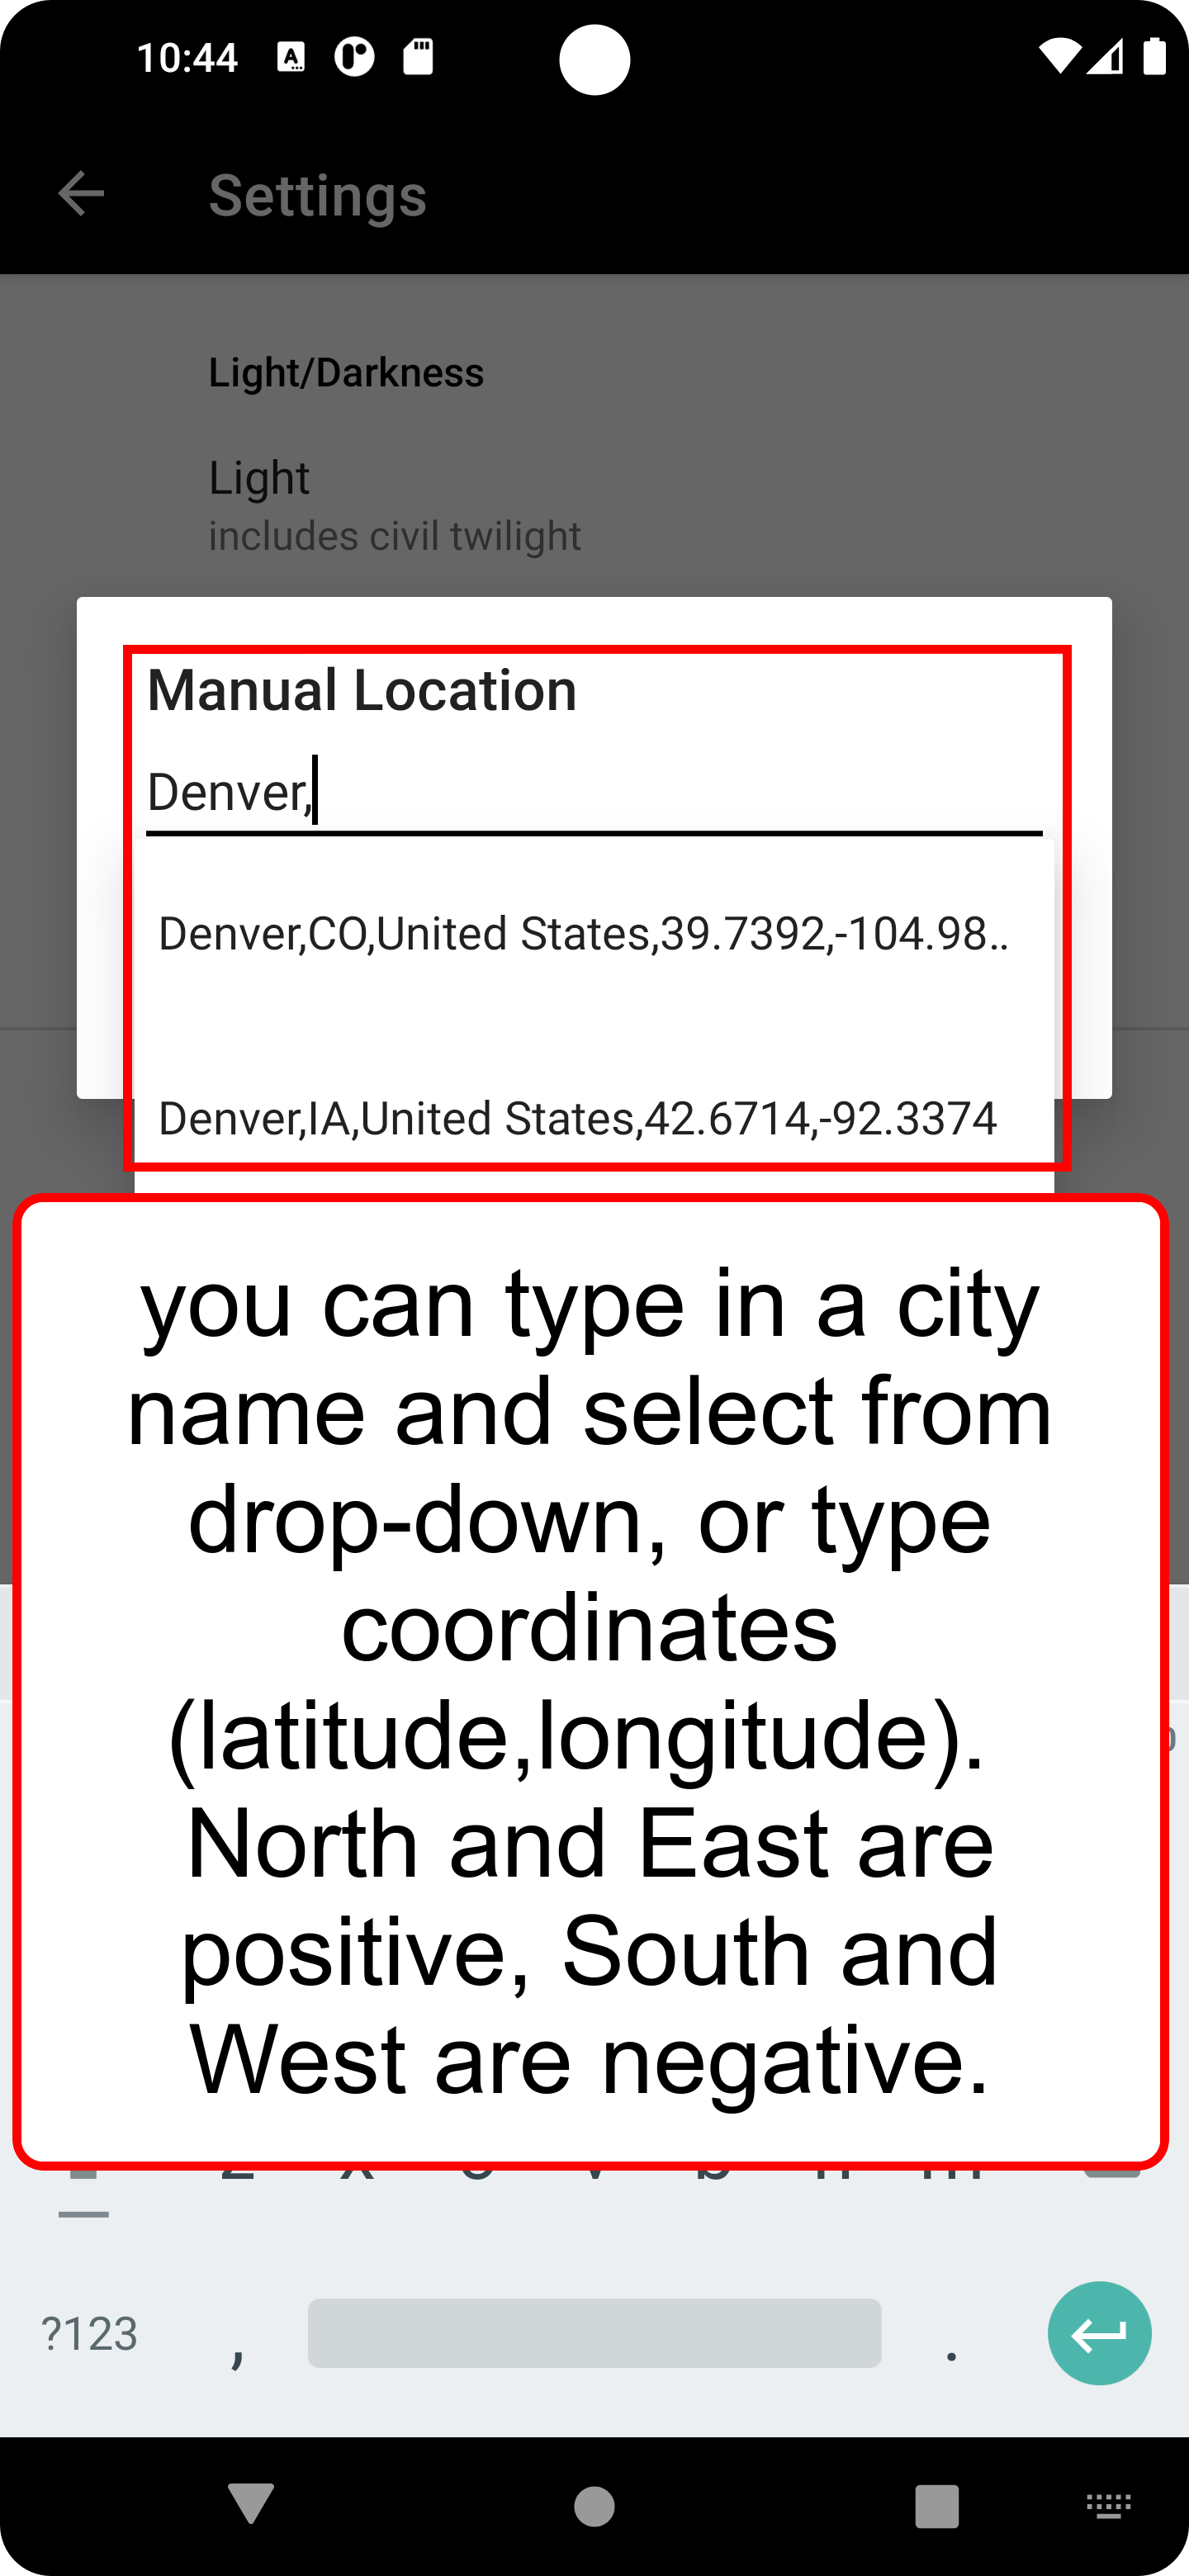 10:44
Settings
Light/Darkness
Light
includes civil twilight
Manual Location
Denver,
Denver,CO,United States,39.7392,-104.98..
Denver,IA,United States,42.6714,-92.3374
you can type in a city
name and select from
drop-down, or type
coordinates
(latitude,longitude).
North and East are
positive, South and
West are negative.
z x c v b n m
?123 , .